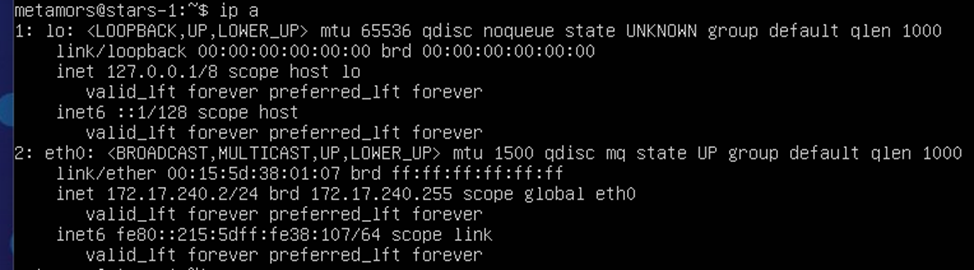 metamors@stars-1:~$ ip a
1: lo: <LOOPBACK,UP,LOWER_UP> mtu 65536 qdisc noqueue state UNKNOWN group default qlen 1000
    link/loopback 00:00:00:00:00:00 brd 00:00:00:00:00:00
    inet 127.0.0.1/8 scope host lo
       valid_lft forever preferred_lft forever
    inet6 ::1/128 scope host
       valid_lft forever preferred_lft forever
2: eth0: <BROADCAST,MULTICAST,UP,LOWER_UP> mtu 1500 qdisc mq state UP group default qlen 1000
    link/ether 00:15:5d:38:01:07 brd ff:ff:ff:ff:ff:ff
    inet 172.17.240.2/24 brd 172.17.240.255 scope global eth0
       valid_lft forever preferred_lft forever
    inet6 fe80::215:5dff:fe38:107/64 scope link
       valid_lft forever preferred_lft forever